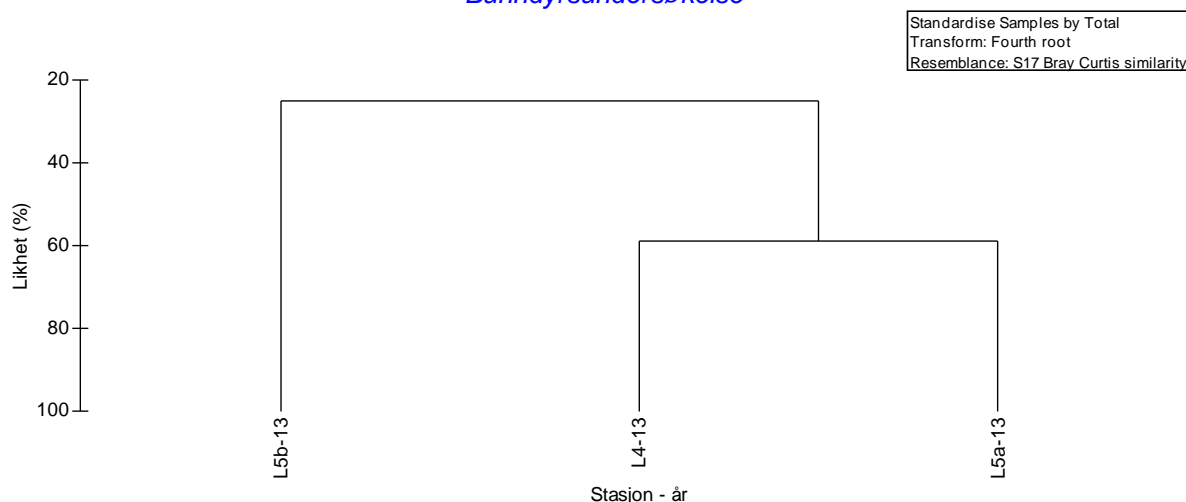 Standardise Samples by Total
Transform: Fourth root
Resemblance: S17 Bray Curtis similarity
20
40
60
80
100
Likhet (%)
L5b-13
L4-13
L5a-13
Stasjon - år